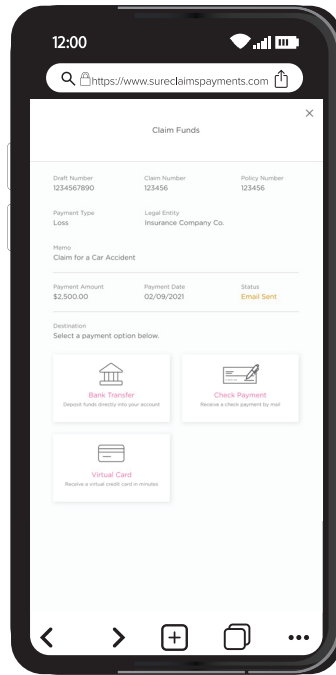 12:00
https://www.sureclaimspayments.com
×
Claim Funds
Draft Number Claim Number Policy Number
1234567890 123456 123456
Payment Type Legal Entity
Loss Insurance Company Co.
Memo
Claim for a Car Accident
Payment Amount Payment Date Status
$2,500.00 02/09/2021 Email Sent
Destination
Select a payment option below.
Bank Transfer Check Payment
Deposit funds directly into your account Receive a check payment by mail
Virtual Card
Receive a virtual credit card in minutes